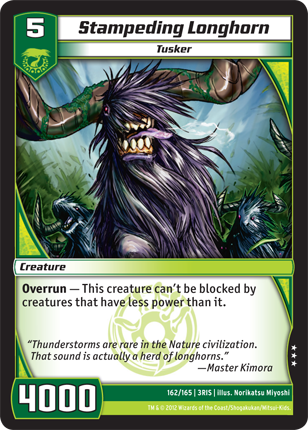 5
Stampeding Longhorn
Tusker
Creature
Overrun — This creature can't be blocked by
creatures that have less power than it.
"Thunderstorms are rare in the Nature civilization.
That sound is actually a herd of longhorns."
—Master Kimora
4000
162/165 | 3RIS | illus. Norikatsu Miyoshi
TM & © 2012 Wizards of the Coast/Shogakukan/Mitsui-Kids